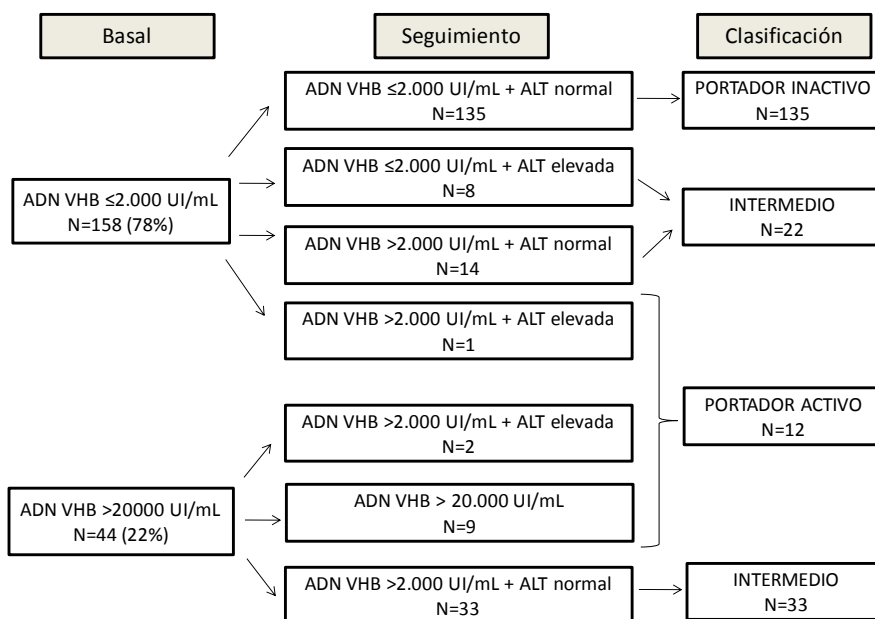 Basal
Seguimiento
Clasificación
ADN VHB ≤2.000 UI/mL
N=158 (78%)
ADN VHB ≤2.000 UI/mL + ALT normal
N=135
PORTADOR INACTIVO
N=135
ADN VHB ≤2.000 UI/mL + ALT elevada
N=8
ADN VHB >2.000 UI/mL + ALT normal
N=14
INTERMEDIO
N=22
ADN VHB >2.000 UI/mL + ALT elevada
N=1
ADN VHB >20000 UI/mL
N=44 (22%)
ADN VHB >2.000 UI/mL + ALT elevada
N=2
ADN VHB > 20.000 UI/mL
N=9
PORTADOR ACTIVO
N=12
ADN VHB >2.000 UI/mL + ALT normal
N=33
INTERMEDIO
N=33